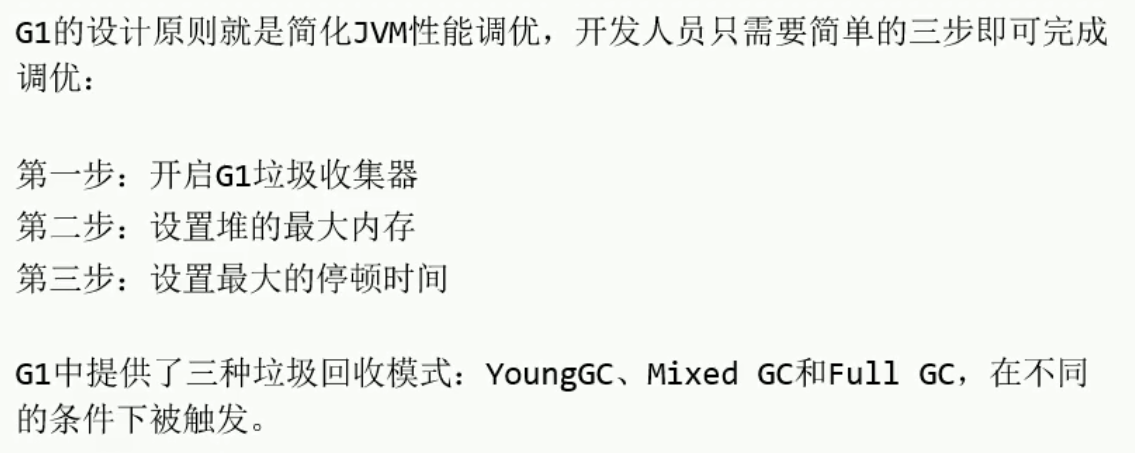 G1的设计原则就是简化JVM性能调优，开发人员只需要简单的三步即可完成
调优：
第一步：开启G1垃圾收集器
第二步：设置堆的最大内存
第三步：设置最大的停顿时间
G1中提供了三种垃圾回收模式：YoungGC、Mixed GC和Full GC，在不同
的条件下被触发。